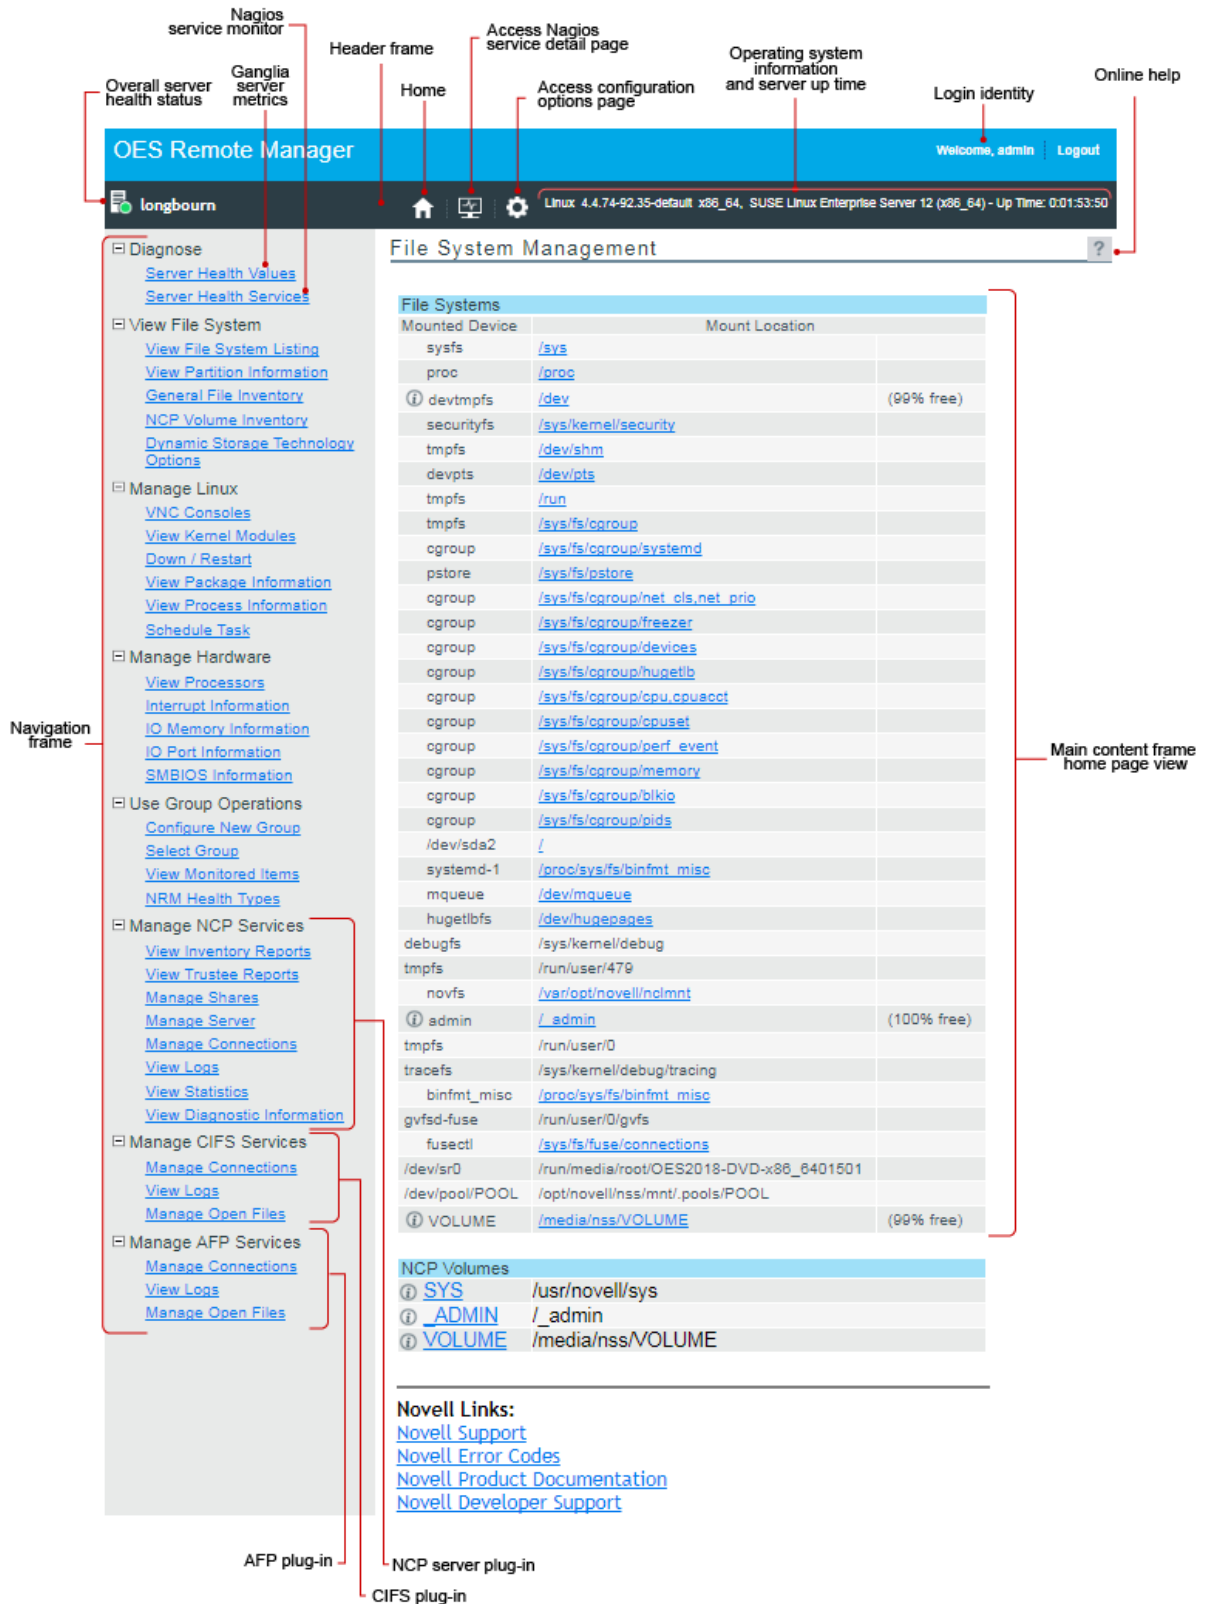 Nagios
service monitor
Header frame
Access Nagios
service detail page
Operating system
information
and server up time
Online help
Overall server
health status
Ganglia
server
metrics
Home
Access configuration
options page
Login identity
OES Remote Manager
Welcome, admin
Logout
longbourn
Linux 4.4.74-92.35-default x86_64, SUSE Linux Enterprise Server 12 (x86_64) - Up Time: 0:01:53:50
Navigation
frame
Diagnose
Server Health Values
Server Health Services
View File System
View File System Listing
View Partition Information
General File Inventory
NCP Volume Inventory
Dynamic Storage Technology
Options
Manage Linux
VNC Consoles
View Kernel Modules
Down / Restart
View Package Information
View Process Information
Schedule Task
Manage Hardware
View Processors
Interrupt Information
IO Memory Information
IO Port Information
SMBIOS Information
Use Group Operations
Configure New Group
Select Group
View Monitored Items
NRM Health Types
Manage NCP Services
View Inventory Reports
View Trustee Reports
Manage Shares
Manage Server
Manage Connections
View Logs
View Statistics
View Diagnostic Information
Manage CIFS Services
Manage Connections
View Logs
Manage Open Files
Manage AFP Services
Manage Connections
View Logs
Manage Open Files
File System Management
?
File Systems
Mounted Device Mount Location
sysfs /sys
proc /proc
devtmpfs /dev (99% free)
securityfs /sys/kernel/security
tmpfs /dev/shm
devpts /dev/pts
tmpfs /run
tmpfs /sys/fs/cgroup
cgroup /sys/fs/cgroup/systemd
pstore /sys/fs/pstore
cgroup /sys/fs/cgroup/net_cls,net_prio
cgroup /sys/fs/cgroup/freezer
cgroup /sys/fs/cgroup/devices
cgroup /sys/fs/cgroup/hugetlb
cgroup /sys/fs/cgroup/cpu,cpuacct
cgroup /sys/fs/cgroup/cpuset
cgroup /sys/fs/cgroup/perf_event
cgroup /sys/fs/cgroup/memory
cgroup /sys/fs/cgroup/blkio
cgroup /sys/fs/cgroup/pids
/dev/sda2 /
systemd-1 /proc/sys/fs/binfmt_misc
mqueue /dev/mqueue
hugetlbfs /dev/hugepages
debugfs /sys/kernel/debug
tmpfs /run/user/479
novfs /var/opt/novell/nclmnt
admin /_admin (100% free)
tmpfs /run/user/0
tracefs /sys/kernel/debug/tracing
binfmt_misc /proc/sys/fs/binfmt_misc
gvfsd-fuse /run/user/0/gvfs
fusectl /sys/fs/fuse/connections
/dev/sr0 /run/media/root/OES2018-DVD-x86_6401501
/dev/pool/POOL /opt/novell/nss/mnt/.pools/POOL
VOLUME /media/nss/VOLUME (99% free)
Main content frame
home page view
NCP Volumes
SYS /usr/novell/sys
_ADMIN /_admin
VOLUME /media/nss/VOLUME
Novell Links:
Novell Support
Novell Error Codes
Novell Product Documentation
Novell Developer Support
AFP plug-in
NCP server plug-in
CIFS plug-in